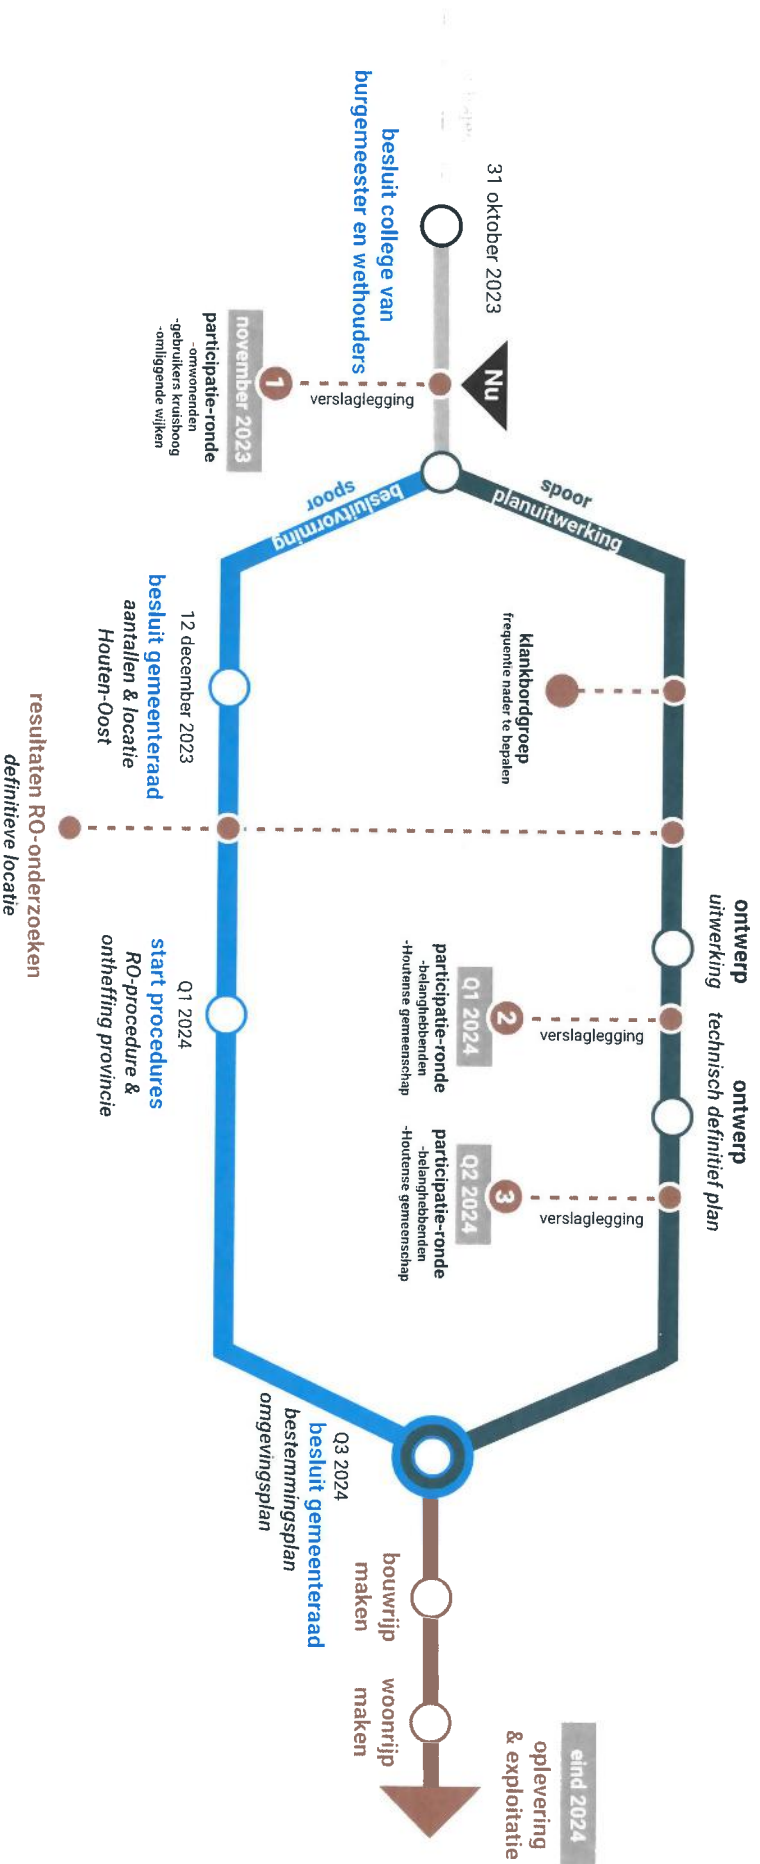 31 oktober 2023
besluit college van
burgemeester en wethouders
Nu
verslaglegging
1
november 2023
participatie-ronde
-omwonenden
-gebruikers kruisboog
-omliggende wijken
spoor
planuitwerking
besluitvorming
spoor
klankbordgroep
frequentie nader te bepalen
ontwerp
uitwerking
ontwerp
technisch definitief plan
verslaglegging
2
Q1 2024
participatie-ronde
-belanghebbenden
-Houtense gemeenschap
verslaglegging
3
Q2 2024
participatie-ronde
-belanghebbenden
-Houtense gemeenschap
12 december 2023
besluit gemeenteraad
aantallen & locatie
Houten-Oost
resultaten RO-onderzoeken
definitieve locatie
Q1 2024
start procedures
RO-procedure &
ontheffing provincie
Q3 2024
besluit gemeenteraad
bestemmingsplan
omgevingsplan
bouwrijp
maken
woonrijp
maken
eind 2024
oplevering
& exploitatie